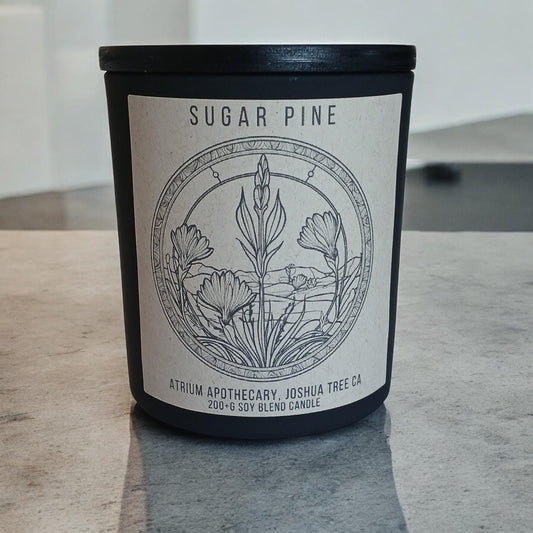 SUGAR PINE
ATRIUM APOTHECARY, JOSHUA TREE CA
200+G SOY BLEND CANDLE